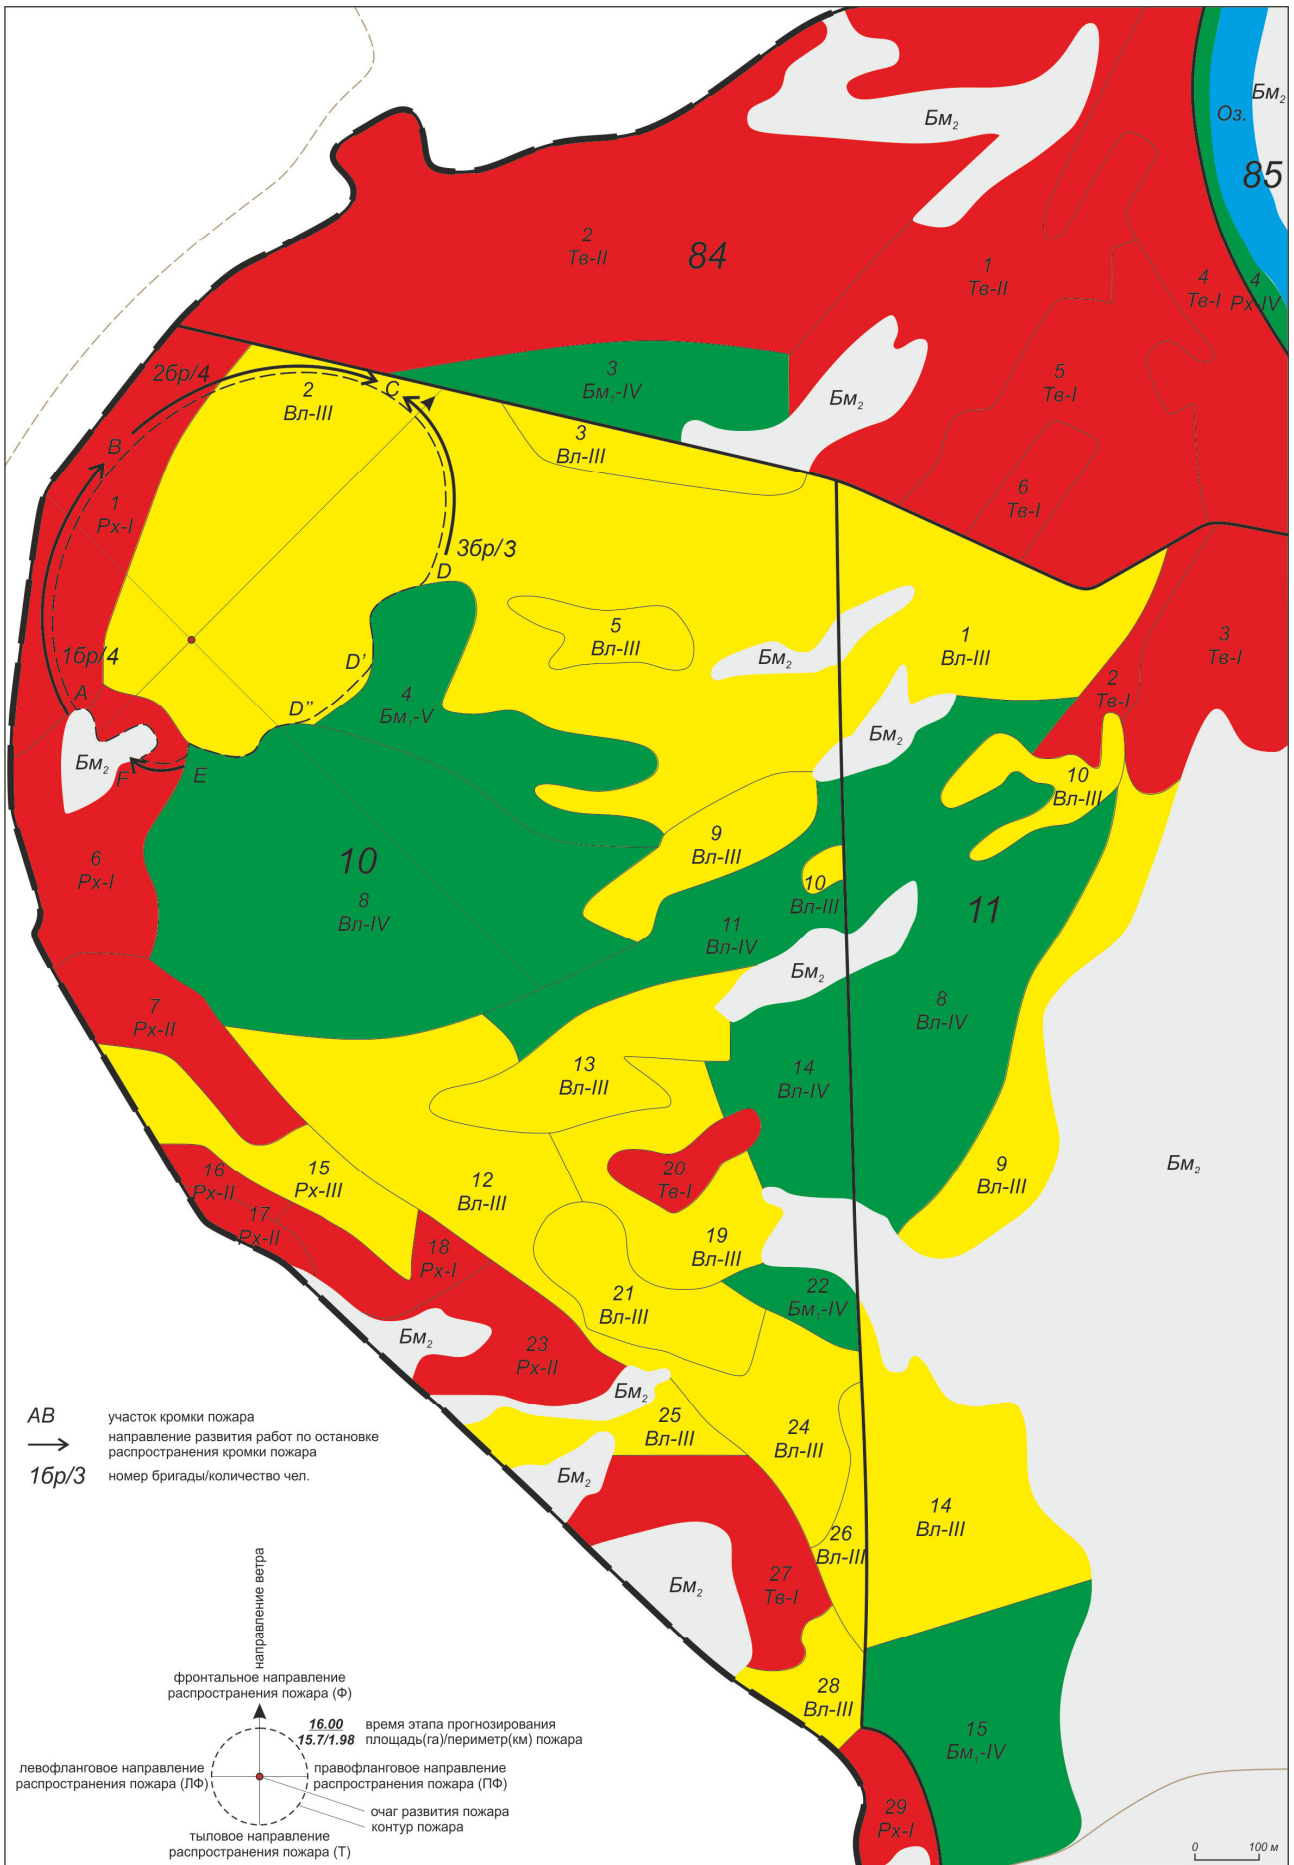 Бм₂
Бм₂
Оз.
85
2
Тв-II
84
1
Тв-II
4
Тв-I
4
Рх-IV
2бр/4
2
Вл-III
C
3
Бм₁-IV
Бм₂
5
Тв-I
3
Вл-III
B
1
Рх-I
6
Тв-I
3бр/3
D
5
Вл-III
1
Вл-III
3
Тв-I
1бр/4
D'
Бм₂
2
Тв-I
A
D''
4
Бм₁-V
Бм₂
Бм₂
F
E
10
Вл-III
6
Рх-I
10
8
Вл-IV
9
Вл-III
10
Вл-III
11
11
Вл-IV
Бм₂
7
Рх-II
8
Вл-IV
13
Вл-III
14
Вл-IV
16
Рх-II
15
Рх-III
12
Вл-III
20
Тв-I
9
Вл-III
Бм₂
17
Рх-II
18
Рх-I
19
Вл-III
21
Вл-III
22
Бм₁-IV
Бм₂
23
Рх-II
Бм₂
25
Вл-III
24
Вл-III
Бм₂
14
Вл-III
26
Вл-III
Бм₂
27
Тв-I
28
Вл-III
15
Бм₁-IV
29
Рх-I
AB участок кромки пожара
направление развития работ по остановке
распространения кромки пожара
1бр/3 номер бригады/количество чел.
направление ветра
фронтальное направление
распространения пожара (Ф)
16.00 время этапа прогнозирования
15.7/1.98 площадь(га)/периметр(км) пожара
левофланговое направление
распространения пожара (ЛФ)
правофланговое направление
распространения пожара (ПФ)
очаг развития пожара
контур пожара
тыловое направление
распространения пожара (Т)
0 100 м